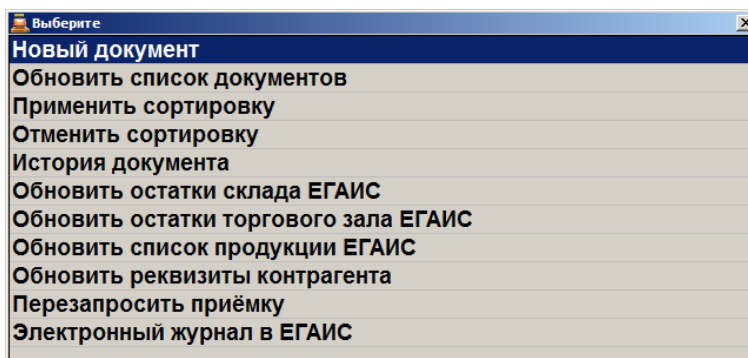 Выберите
Новый документ
Обновить список документов
Применить сортировку
Отменить сортировку
История документа
Обновить остатки склада ЕГАИС
Обновить остатки торгового зала ЕГАИС
Обновить список продукции ЕГАИС
Обновить реквизиты контрагента
Перезапросить приёмку
Электронный журнал в ЕГАИС